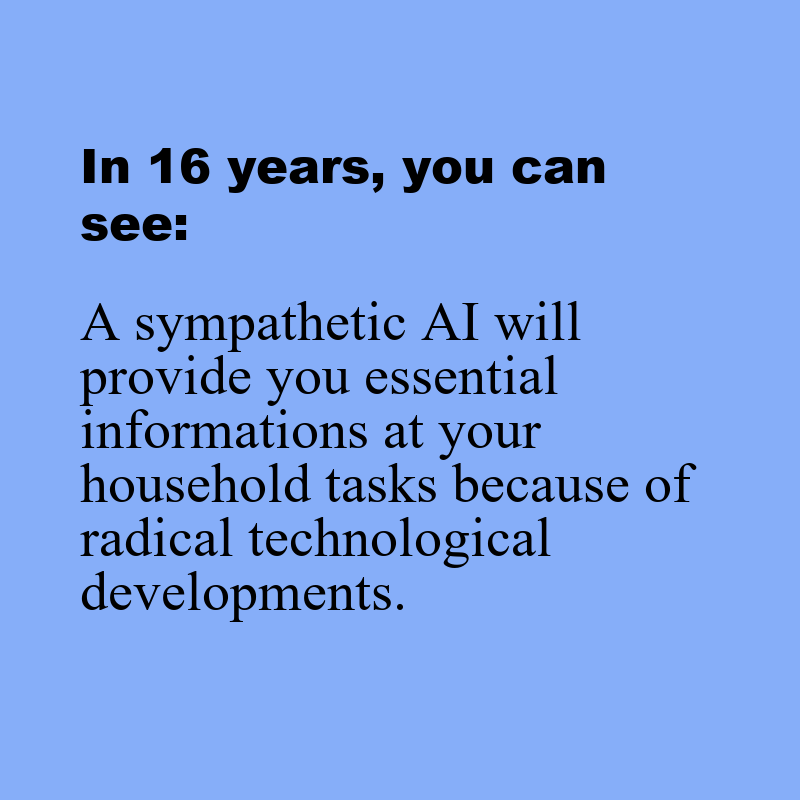 In 16 years, you can
see:
A sympathetic AI will
provide you essential
informations at your
household tasks because of
radical technological
developments.